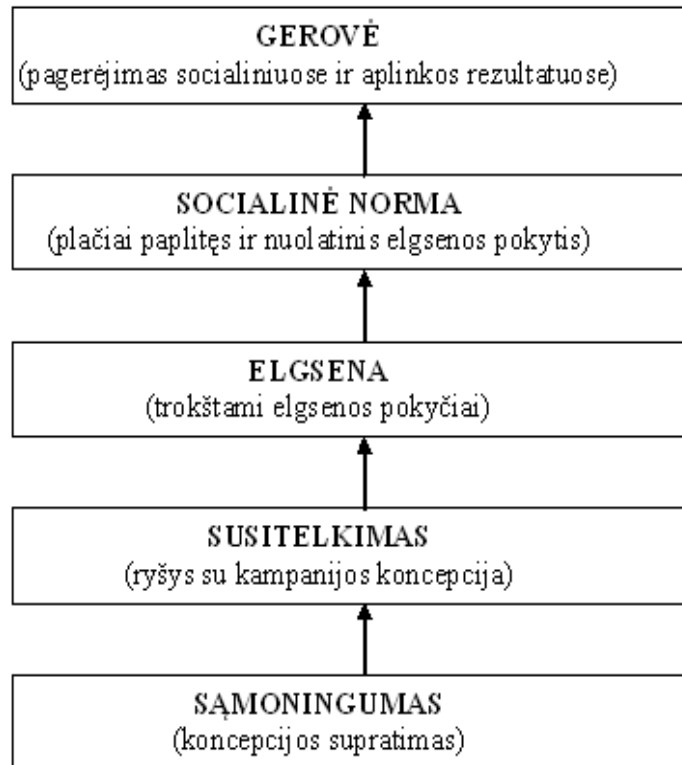 GEROVĖ
(pagerėjimas socialiniuose ir aplinkos rezultatuose)
SOCIALINĖ NORMA
(plačiai paplitęs ir nuolatinis elgsenos pokytis)
ELGSENA
(trokštami elgsenos pokyčiai)
SUSITELKIMAS
(ryšys su kampanijos koncepcija)
SĄMONINGUMAS
(koncepcijos supratimas)